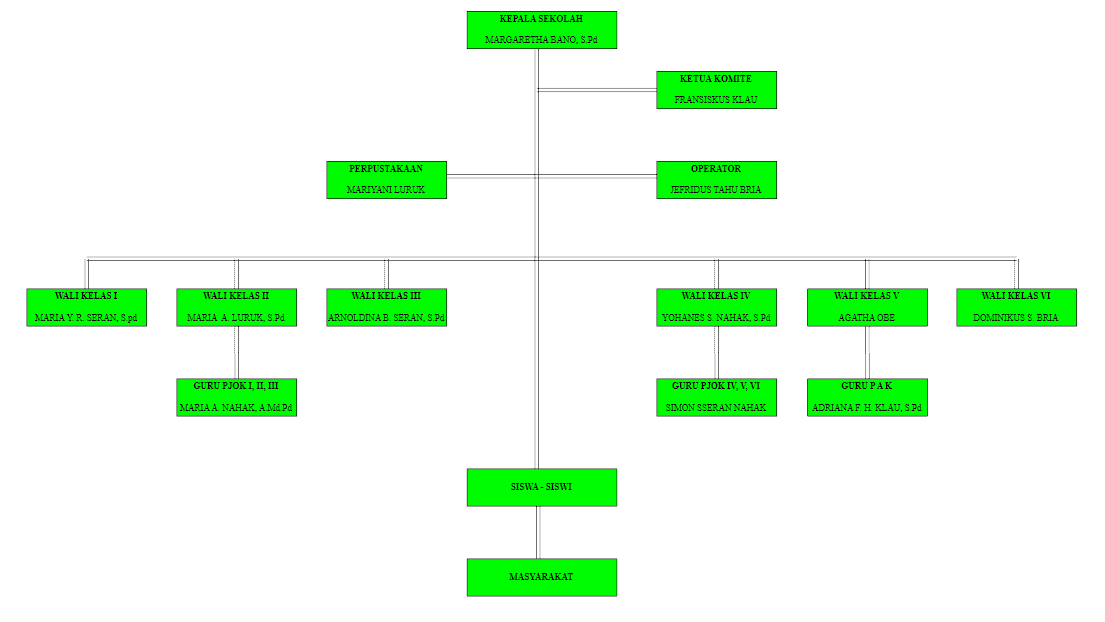 KEPALA SEKOLAH
MARGARETHA BANO, S.Pd
KETUA KOMITE
FRANSISKUS KLAU
PERPUSTAKAAN
MARIYANI LURUK
OPERATOR
JEFRIDUS TAHU BRIA
WALI KELAS I
MARIA Y. R. SERAN, S.pd
WALI KELAS II
MARIA A. LURUK, S.Pd
WALI KELAS III
ARNOLDINA B. SERAN, S.Pd
WALI KELAS IV
YOHANES S. NAHAK, S.Pd
WALI KELAS V
AGATHA OBE
WALI KELAS VI
DOMINIKUS S. BRIA
GURU PJOK I, II, III
MARIA A. NAHAK, A.Md.Pd
GURU PJOK IV, V, VI
SIMON SSERAN NAHAK
GURU P A K
ADRIANA F. H. KLAU, S.Pd
SISWA - SISWI
MASYARAKAT